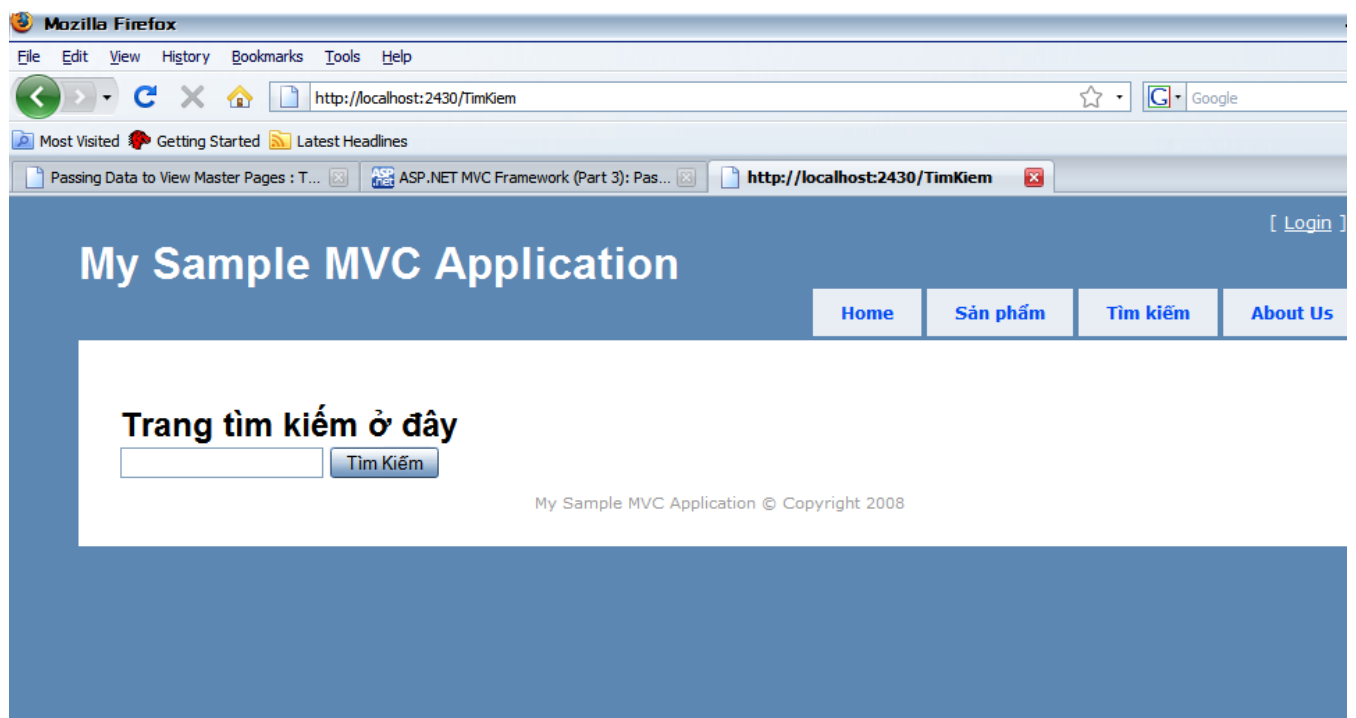 Mozilla Firefox
File Edit View History Bookmarks Tools Help
http://localhost:2430/TimKiem
G Google
Most Visited Getting Started Latest Headlines
Passing Data to View Master Pages : T... ASP.NET MVC Framework (Part 3): Pas... http://localhost:2430/TimKiem
[ Login ]
My Sample MVC Application
Home Sản phẩm Tìm kiếm About Us
Trang tìm kiếm ở đây
Tìm Kiếm
My Sample MVC Application © Copyright 2008